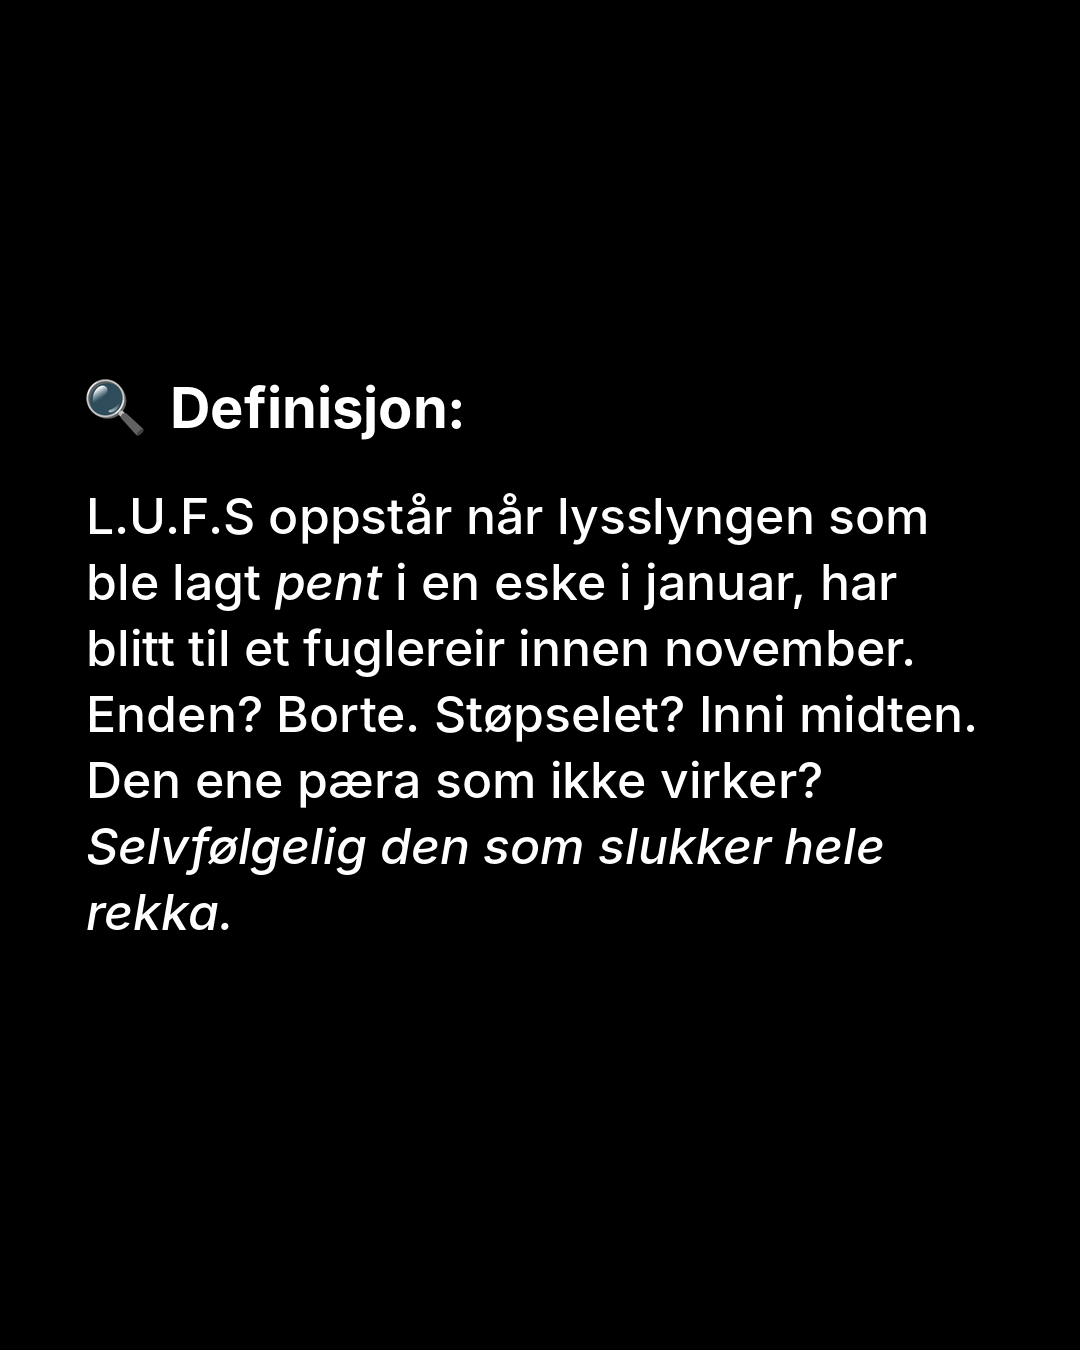 🔍 Definisjon:
L.U.F.S oppstår når lysslyngen som
ble lagt pent i en eske i januar, har
blitt til et fuglereir innen november.
Enden? Borte. Støpselet? Inni midten.
Den ene pæra som ikke virker?
Selvfølgelig den som slukker hele
rekka.